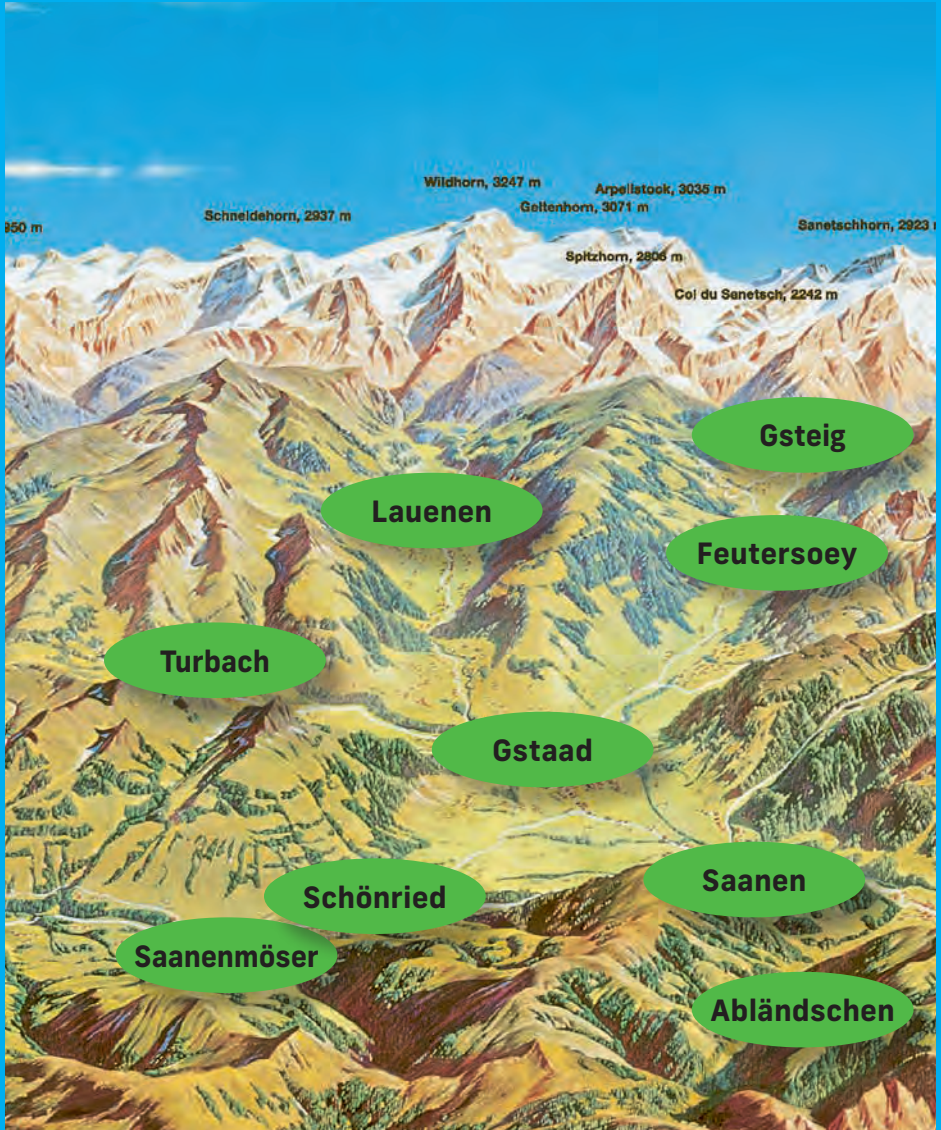 Wildhorn, 3247 m
Arpelistock, 3035 m
Geltenhorn, 3071 m
Schneidehorn, 2937 m
950 m
Sanetschhorn, 2923 m
Spitzhorn, 2806 m
Col du Sanetsch, 2242 m
Gsteig
Lauenen
Feutersoey
Turbach
Gstaad
Saanen
Schönried
Saanenmöser
Abländschen